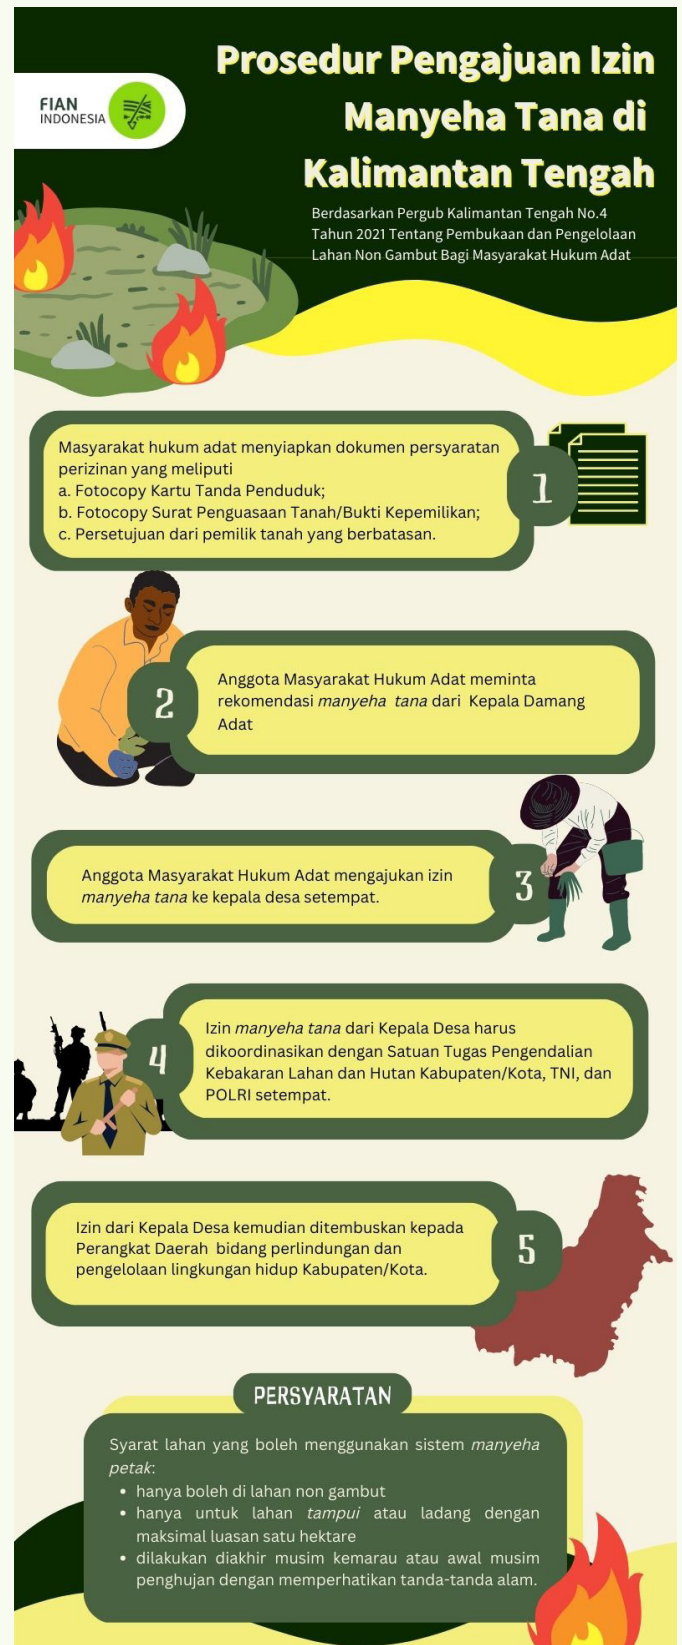 Prosedur Pengajuan Izin
Manyeha Tana di
Kalimantan Tengah
FIAN
INDONESIA
Berdasarkan Pergub Kalimantan Tengah No.4
Tahun 2021 Tentang Pembukaan dan Pengelolaan
Lahan Non Gambut Bagi Masyarakat Hukum Adat
Masyarakat hukum adat menyiapkan dokumen persyaratan
perizinan yang meliputi
a. Fotocopy Kartu Tanda Penduduk;
b. Fotocopy Surat Penguasaan Tanah/Bukti Kepemilikan;
c. Persetujuan dari pemilik tanah yang berbatasan.
1
2
Anggota Masyarakat Hukum Adat meminta
rekomendasi manyeha tana dari Kepala Damang
Adat
Anggota Masyarakat Hukum Adat mengajukan izin
manyeha tana ke kepala desa setempat.
3
4
Izin manyeha tana dari Kepala Desa harus
dikoordinasikan dengan Satuan Tugas Pengendalian
Kebakaran Lahan dan Hutan Kabupaten/Kota, TNI, dan
POLRI setempat.
Izin dari Kepala Desa kemudian ditembuskan kepada
Perangkat Daerah bidang perlindungan dan
pengelolaan lingkungan hidup Kabupaten/Kota.
5
PERSYARATAN
Syarat lahan yang boleh menggunakan sistem manyeha
petak:
• hanya boleh di lahan non gambut
• hanya untuk lahan tampui atau ladang dengan
maksimal luasan satu hektare
• dilakukan diakhir musim kemarau atau awal musim
penghujan dengan memperhatikan tanda-tanda alam.